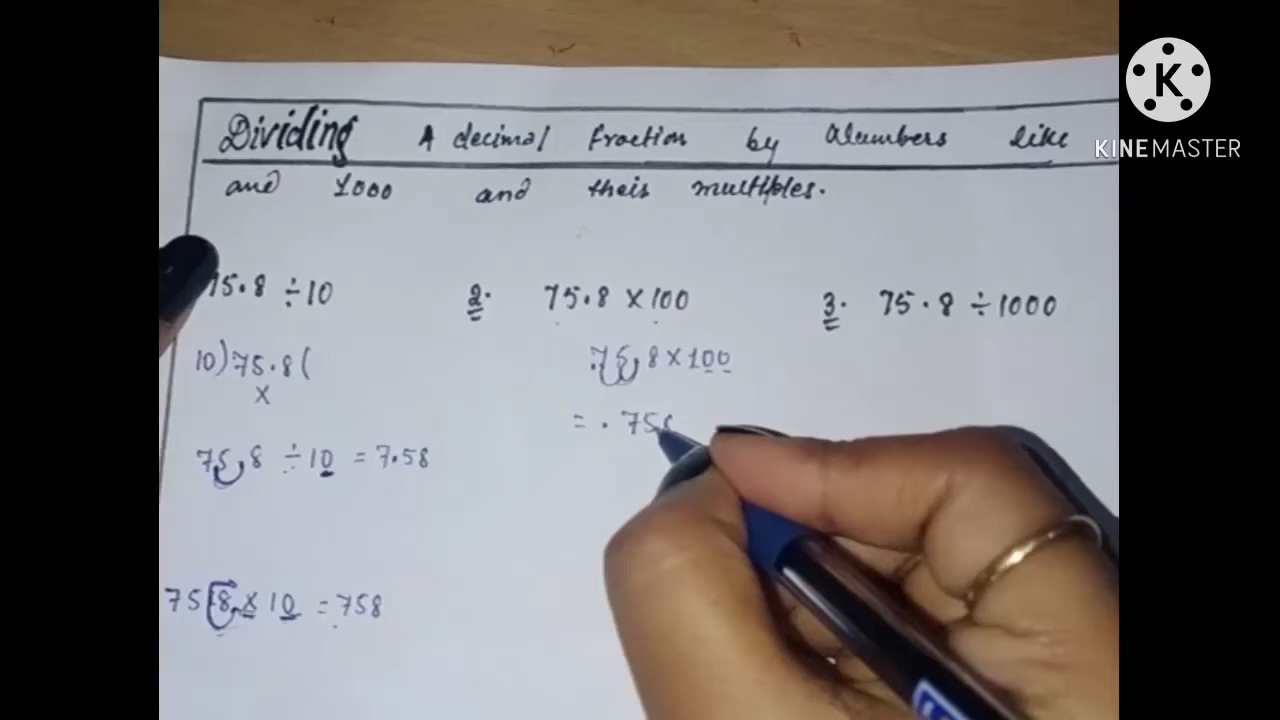 KINEMASTER
Dividing A decimal fraction by Numbers like
and 1000 and their multiples.
75.8 ÷ 10
2. 75.8 × 100
3. 75.8 ÷ 1000
10)75.8(
×
.75 8 × 100
= .758
75 8 ÷ 10 = 7.58
75.8 × 10 = 758